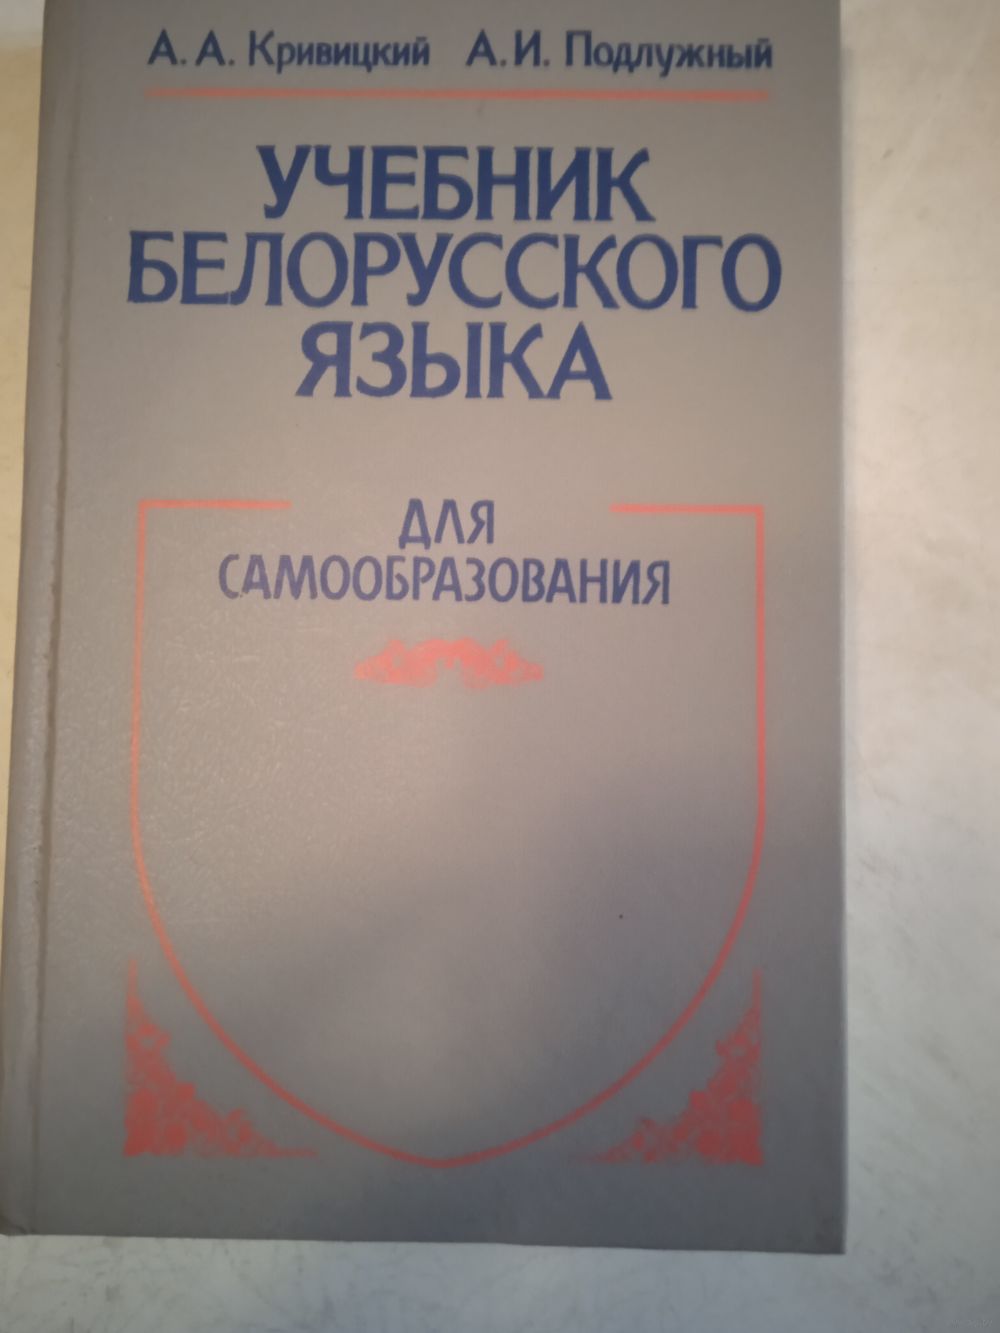 А. А. Кривицкий А. И. Подлужный
УЧЕБНИК
БЕЛОРУССКОГО
ЯЗЫКА
ДЛЯ
САМООБРАЗОВАНИЯ